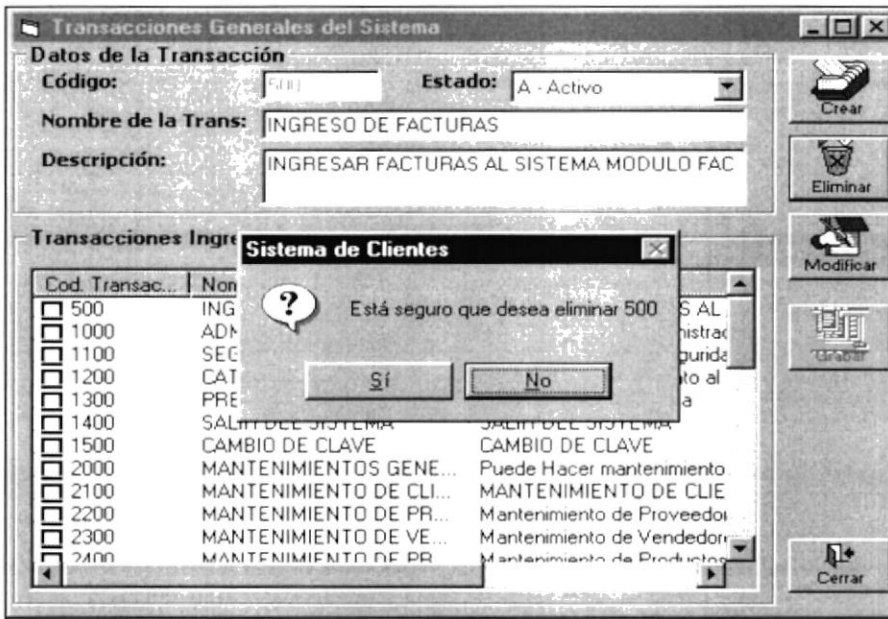 Transacciones Generales del Sistema
Datos de la Transacción
Código: 500 Estado: A - Activo
Nombre de la Trans: INGRESO DE FACTURAS
Descripción: INGRESAR FACTURAS AL SISTEMA MODULO FAC
Crear
Eliminar
Modificar
Grabar
Cerrar
Transacciones Ingre
Sistema de Clientes
Está seguro que desea eliminar 500
Sí No
Cod. Transac... Nom
500 ING S AL
1000 ADM nistrac
1100 SEG gurida
1200 CAT to al
1300 PRE a
1400 SALIR DEL SISTEMA SALIR DEL SISTEMA
1500 CAMBIO DE CLAVE CAMBIO DE CLAVE
2000 MANTENIMIENTOS GENE... Puede Hacer mantenimiento
2100 MANTENIMIENTO DE CLI... MANTENIMIENTO DE CLIE
2200 MANTENIMIENTO DE PR... Mantenimiento de Proveedor
2300 MANTENIMIENTO DE VE... Mantenimiento de Vendedor
2400 MANTENIMIENTO DE PR... Mantenimiento de Productos